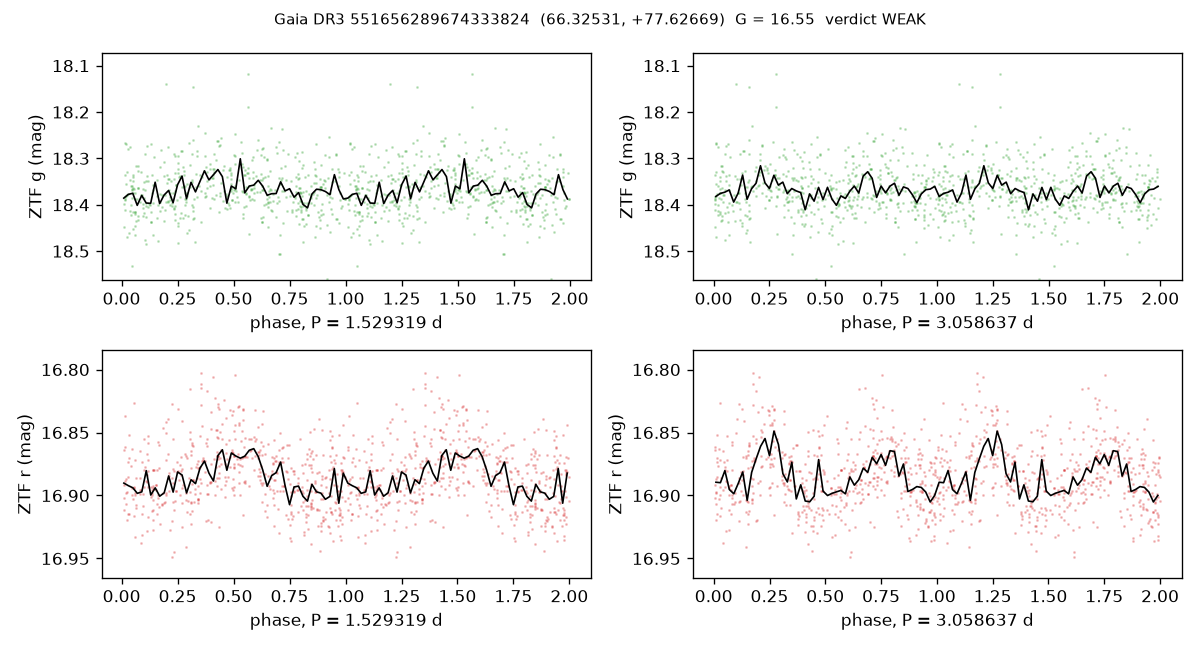 Gaia DR3 551656289674333824 (66.32531, +77.62669) G = 16.55 verdict WEAK
ZTF g (mag)
18.1
18.2
18.3
18.4
18.5
0.00 0.25 0.50 0.75 1.00 1.25 1.50 1.75 2.00
phase, P = 1.529319 d
ZTF g (mag)
18.1
18.2
18.3
18.4
18.5
0.00 0.25 0.50 0.75 1.00 1.25 1.50 1.75 2.00
phase, P = 3.058637 d
ZTF r (mag)
16.80
16.85
16.90
16.95
0.00 0.25 0.50 0.75 1.00 1.25 1.50 1.75 2.00
phase, P = 1.529319 d
ZTF r (mag)
16.80
16.85
16.90
16.95
0.00 0.25 0.50 0.75 1.00 1.25 1.50 1.75 2.00
phase, P = 3.058637 d